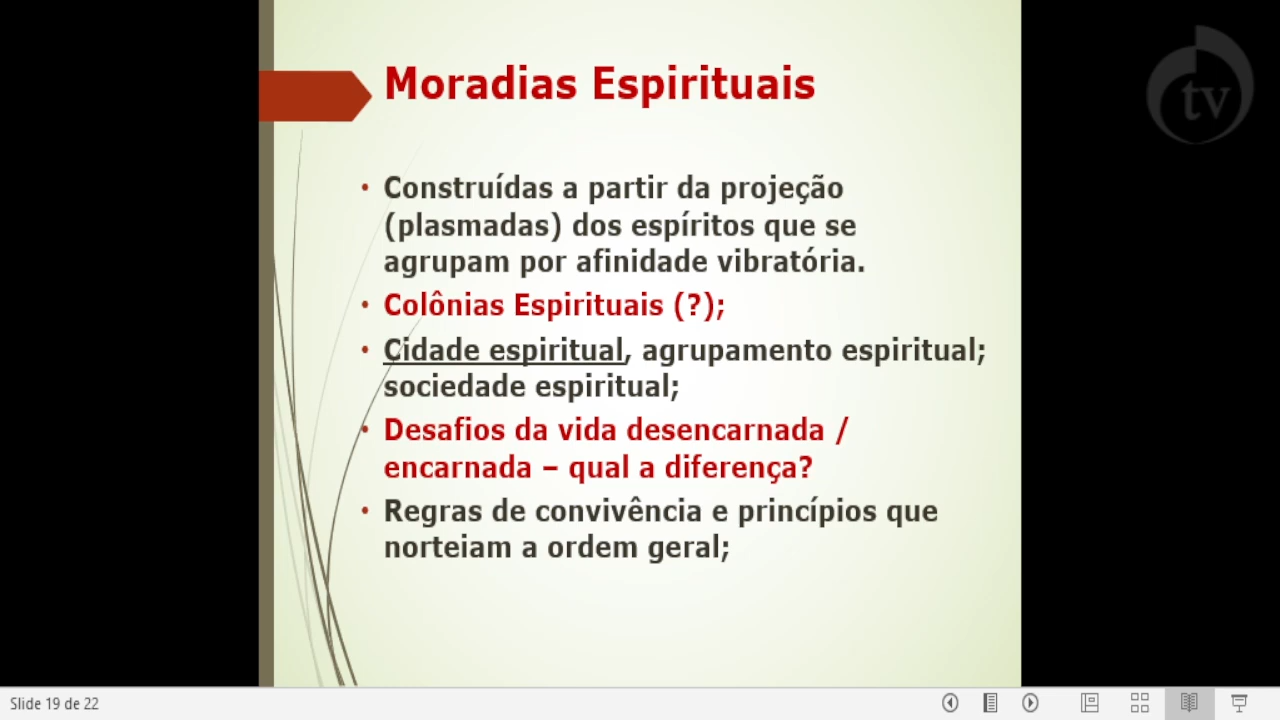 tv
Moradias Espirituais
• Construídas a partir da projeção
(plasmadas) dos espíritos que se
agrupam por afinidade vibratória.
• Colônias Espirituais (?);
• Cidade espiritual, agrupamento espiritual;
sociedade espiritual;
• Desafios da vida desencarnada /
encarnada – qual a diferença?
• Regras de convivência e princípios que
norteiam a ordem geral;
Slide 19 de 22